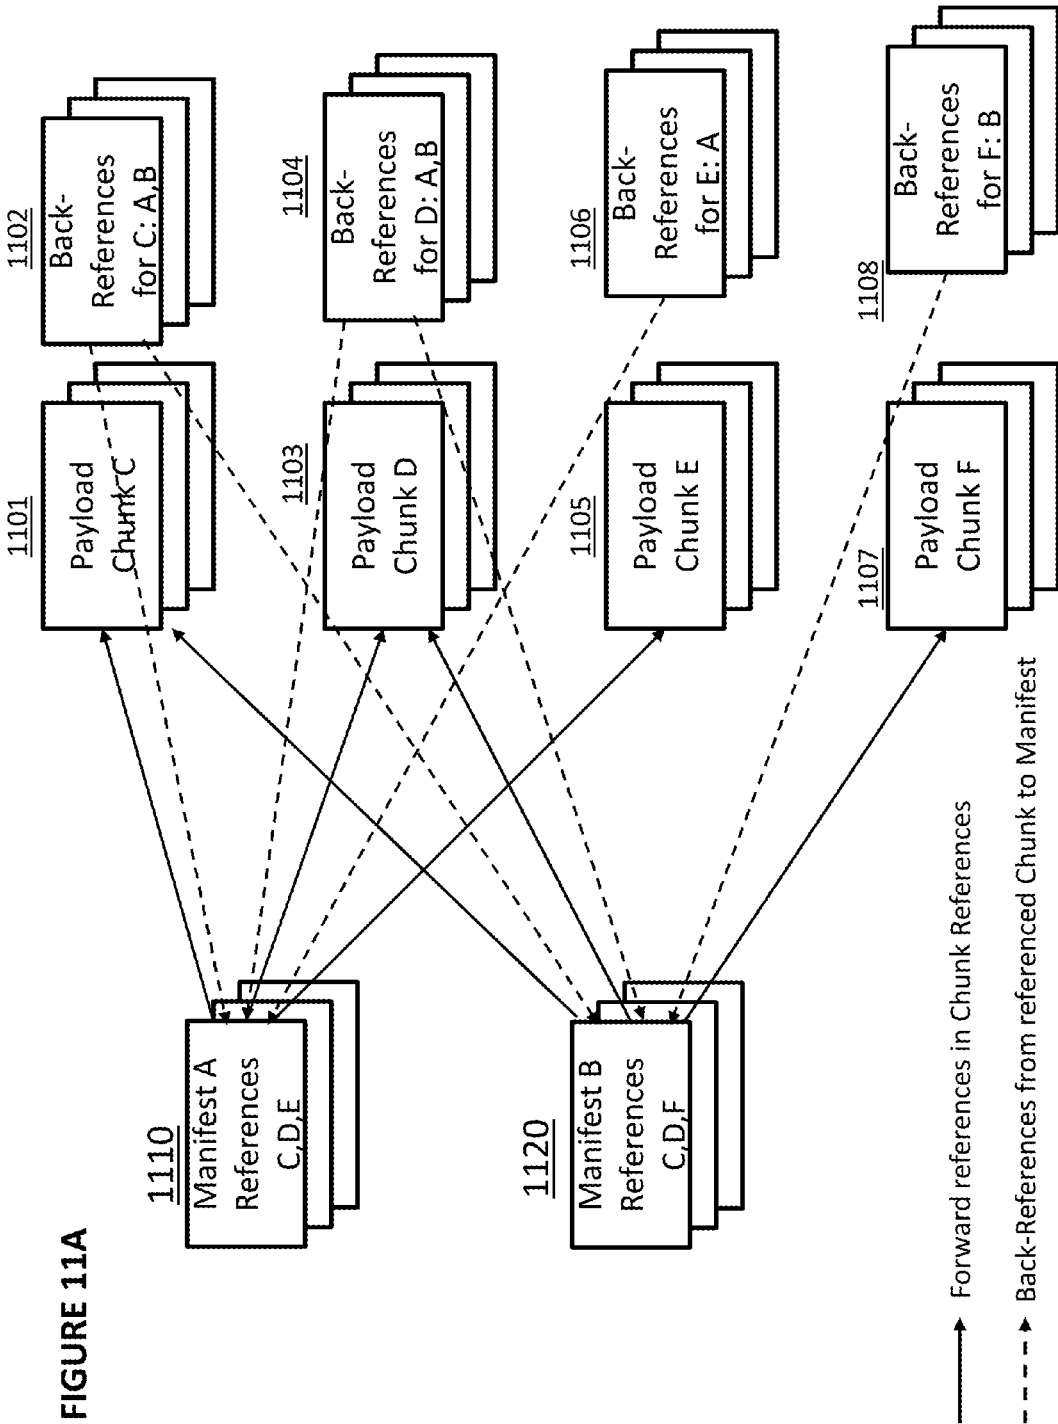 FIGURE 11A
1110
Manifest A
References
C,D,E
1120
Manifest B
References
C,D,F
1101
Payload
Chunk C
1102
Back-
References
for C: A,B
1103
Payload
Chunk D
1104
Back-
References
for D: A,B
1105
Payload
Chunk E
1106
Back-
References
for E: A
1107
Payload
Chunk F
1108
Back-
References
for F: B
Forward references in Chunk References
Back-References from referenced Chunk to Manifest